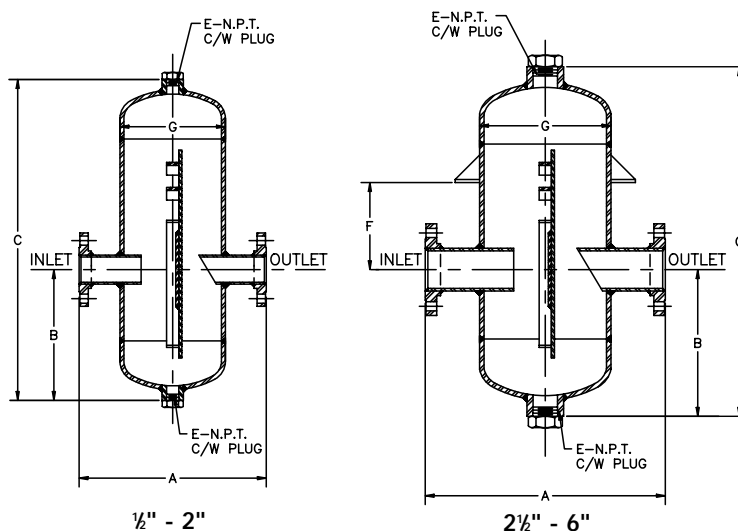 E-N.P.T.
C/W PLUG
G
C
INLET
OUTLET
B
E-N.P.T.
C/W PLUG
A
½" - 2"
E-N.P.T.
C/W PLUG
G
F
C
INLET
OUTLET
B
E-N.P.T.
C/W PLUG
A
2½" - 6"